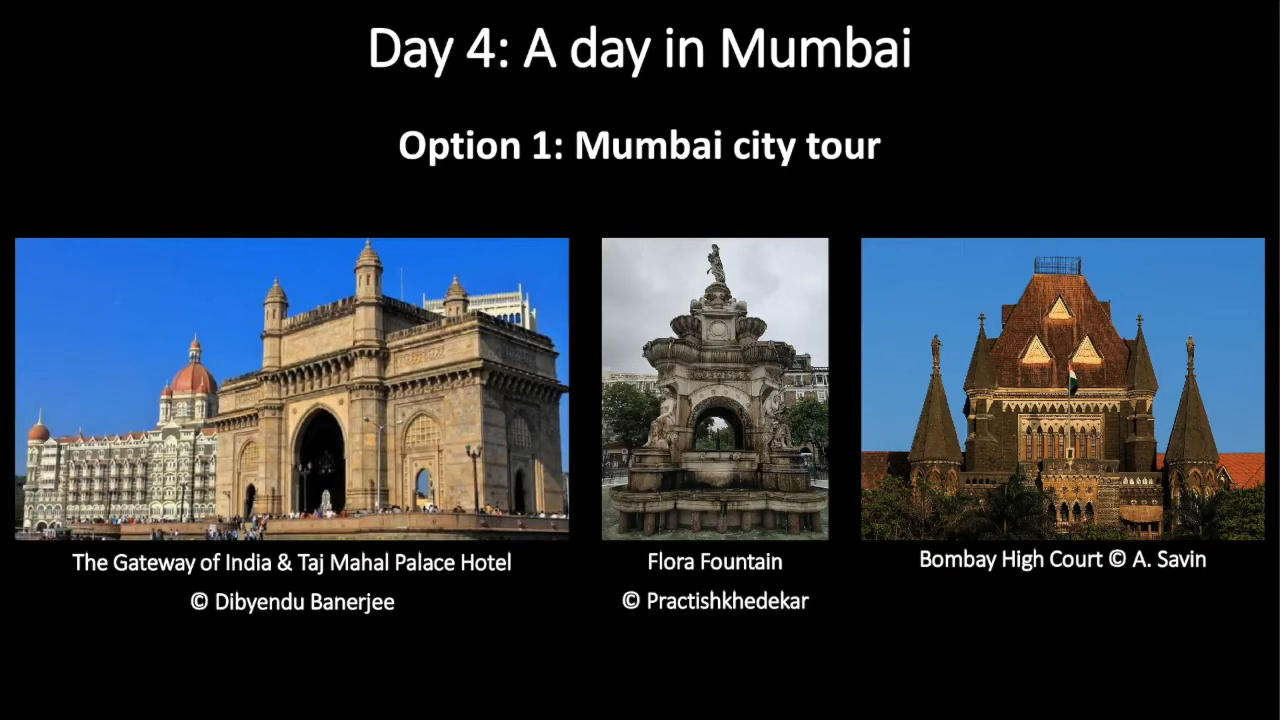 Day 4: A day in Mumbai
Option 1: Mumbai city tour
The Gateway of India & Taj Mahal Palace Hotel
© Dibyendu Banerjee
Flora Fountain
© Practishkhedekar
Bombay High Court © A. Savin